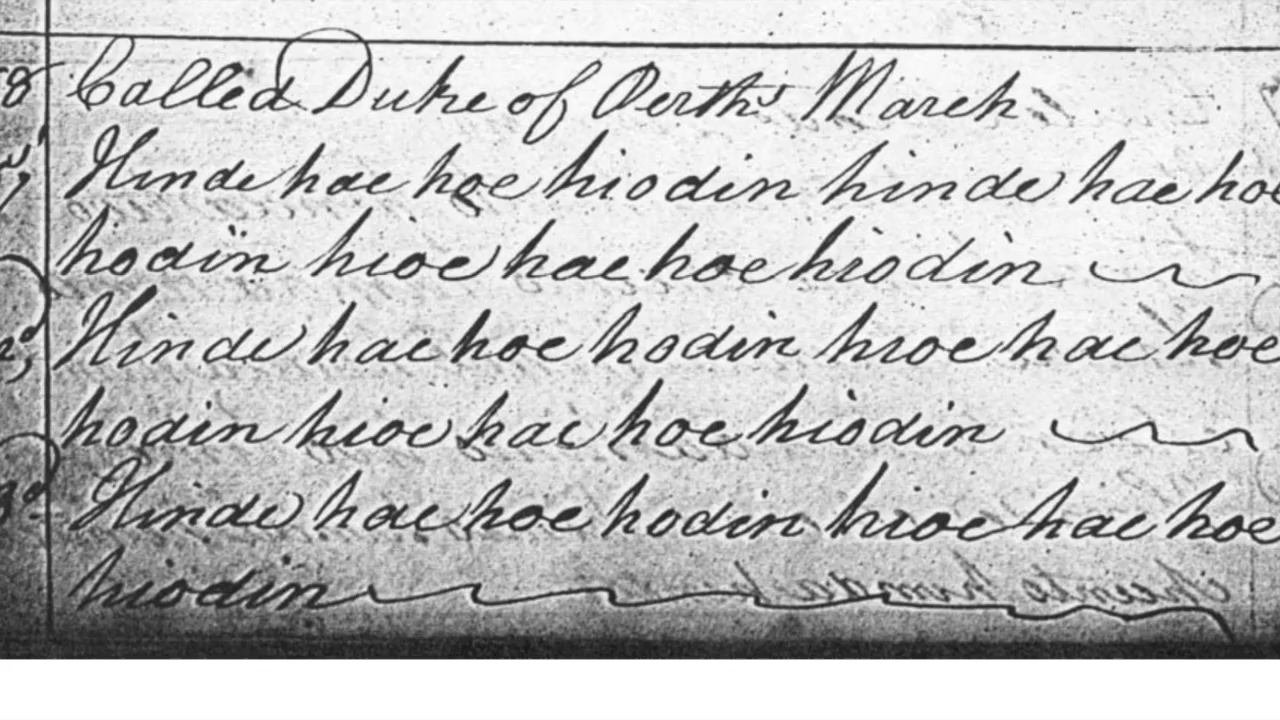 8 Called Duke of Perth's March
Hinde hae hoe hiodin hinde hae hoe
hodin hioe hae hoe hiodin
Hinde hae hoe hodin hioe hae hoe
hodin hioe hae hoe hiodin
Hinde hae hoe hodin hioe hae hoe
hiodin